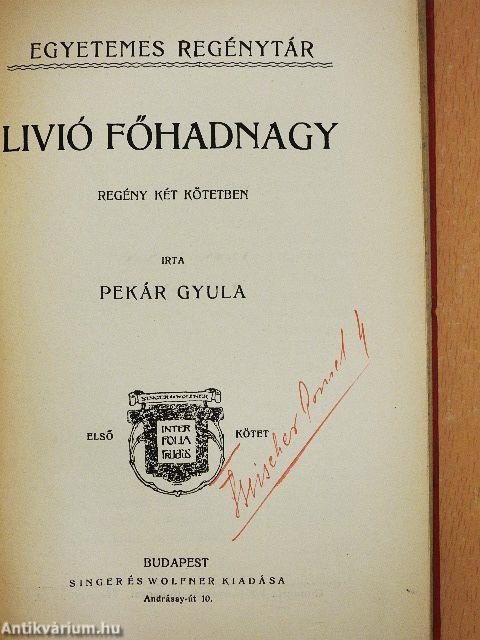 EGYETEMES REGÉNYTÁR
LIVIÓ FŐHADNAGY
REGÉNY KÉT KÖTETBEN
IRTA
PEKÁR GYULA
SINGER ÉS WOLFNER
INTER
FOLIA
FRUCTUS
ELSŐ KÖTET
BUDAPEST
SINGER ÉS WOLFNER KIADÁSA
Andrássy-út 10.
Antikvárium.hu